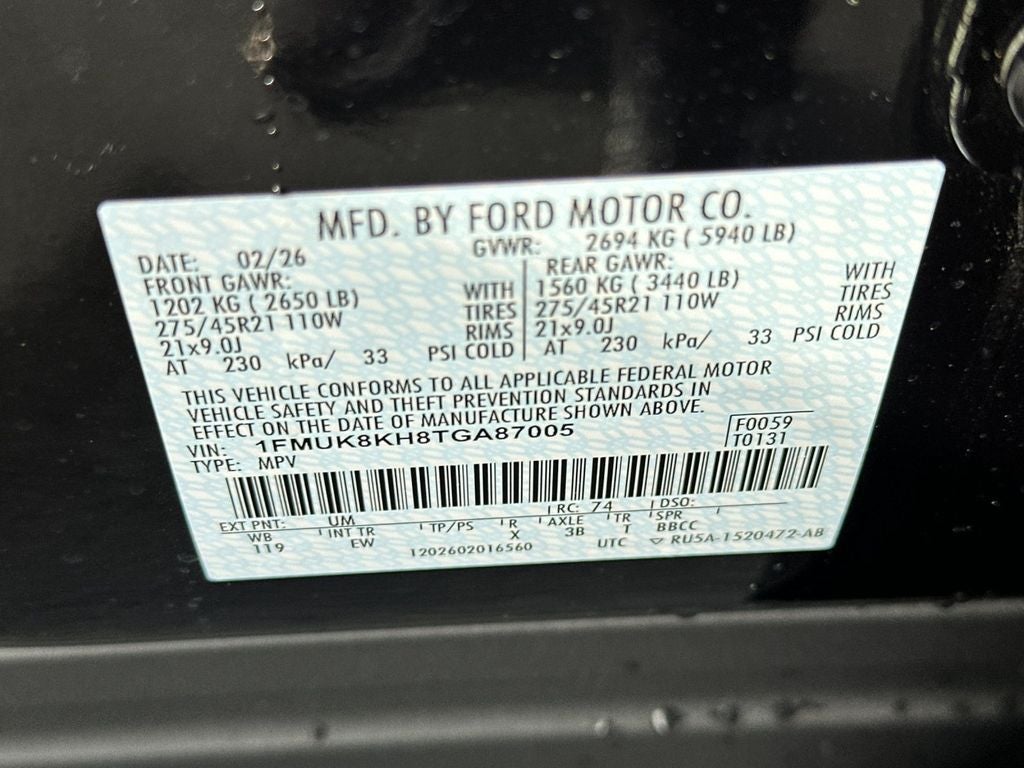 MFD. BY FORD MOTOR CO.
DATE: 02/26 GVWR: 2694 KG ( 5940 LB)
FRONT GAWR: REAR GAWR:
1202 KG ( 2650 LB) WITH 1560 KG ( 3440 LB) WITH
275/45R21 110W TIRES 275/45R21 110W TIRES
21x9.0J RIMS 21x9.0J RIMS
AT 230 kPa/ 33 PSI COLD AT 230 kPa/ 33 PSI COLD
THIS VEHICLE CONFORMS TO ALL APPLICABLE FEDERAL MOTOR
VEHICLE SAFETY AND THEFT PREVENTION STANDARDS IN
EFFECT ON THE DATE OF MANUFACTURE SHOWN ABOVE.
VIN: 1FMUK8KH8TGA87005 F0059
TYPE: MPV T0131
EXT PNT: UM RC: 74 DSO:
WB INT TR TP/PS R AXLE TR SPR
119 EW X 3B T BBCC
1202602016560 UTC ▽ RU5A-1520472-AB